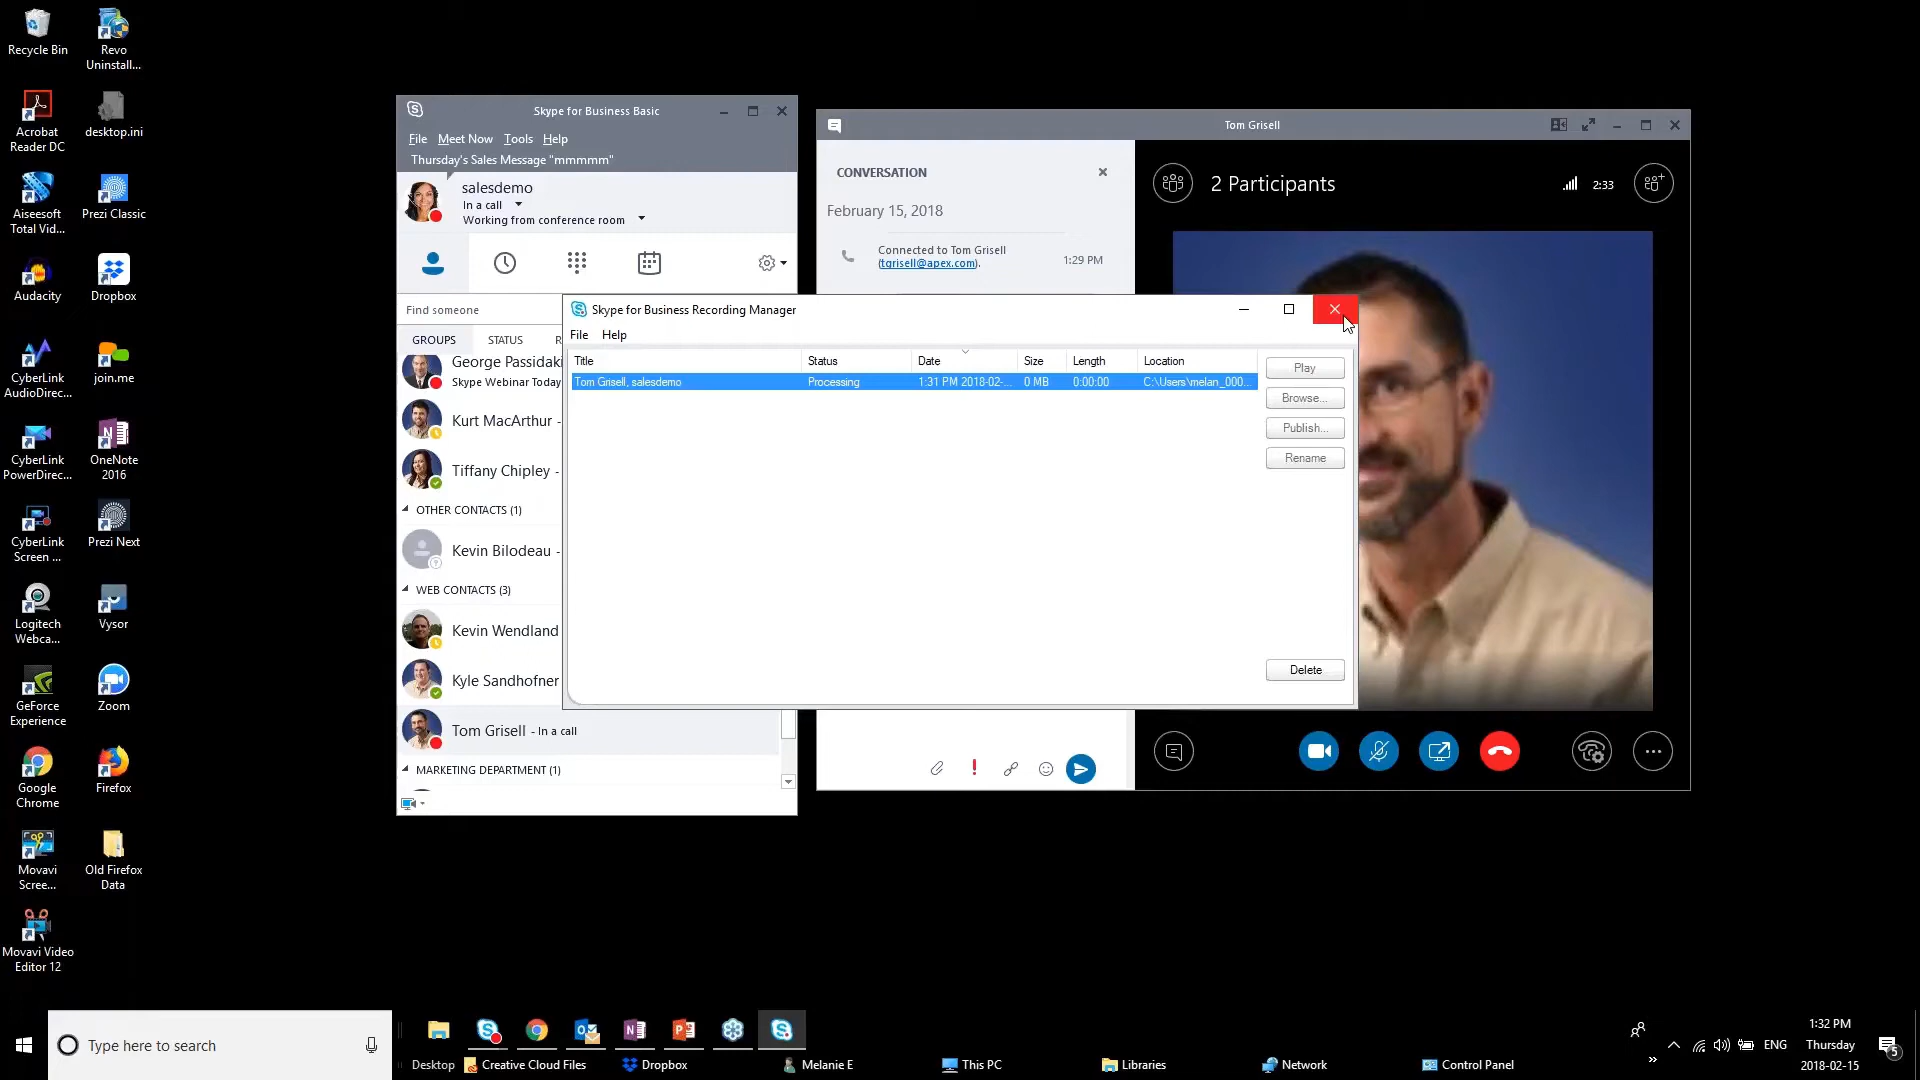 Recycle Bin
Revo
Uninstall...
Acrobat
Reader DC
desktop.ini
Aiseesoft
Total Vid...
Prezi Classic
Audacity
Dropbox
CyberLink
AudioDirec...
join.me
CyberLink
PowerDirec...
OneNote
2016
CyberLink
Screen ...
Prezi Next
Logitech
Webca...
Vysor
GeForce
Experience
Zoom
Google
Chrome
Firefox
Movavi
Scree...
Old Firefox
Data
Movavi Video
Editor 12
Skype for Business Basic
File Meet Now Tools Help
Thursday's Sales Message "mmmmm"
salesdemo
In a call
Working from conference room
Find someone
GROUPS STATUS R
George Passidaki
Skype Webinar Today
Kurt MacArthur -
Tiffany Chipley -
OTHER CONTACTS (1)
Kevin Bilodeau -
WEB CONTACTS (3)
Kevin Wendland
Kyle Sandhofner
Tom Grisell - In a call
MARKETING DEPARTMENT (1)
Tom Grisell
CONVERSATION
February 15, 2018
Connected to Tom Grisell
(tgrisell@apex.com).
1:29 PM
2 Participants
2:33
Skype for Business Recording Manager
File Help
Title Status Date Size Length Location
Tom Grisell, salesdemo Processing 1:31 PM 2018-02-... 0 MB 0:00:00 C:\Users\melan_000...
Play
Browse...
Publish...
Rename
Delete
Type here to search
Desktop
Creative Cloud Files
Dropbox
Melanie E
This PC
Libraries
Network
Control Panel
»
ENG
1:32 PM
Thursday
2018-02-15
5